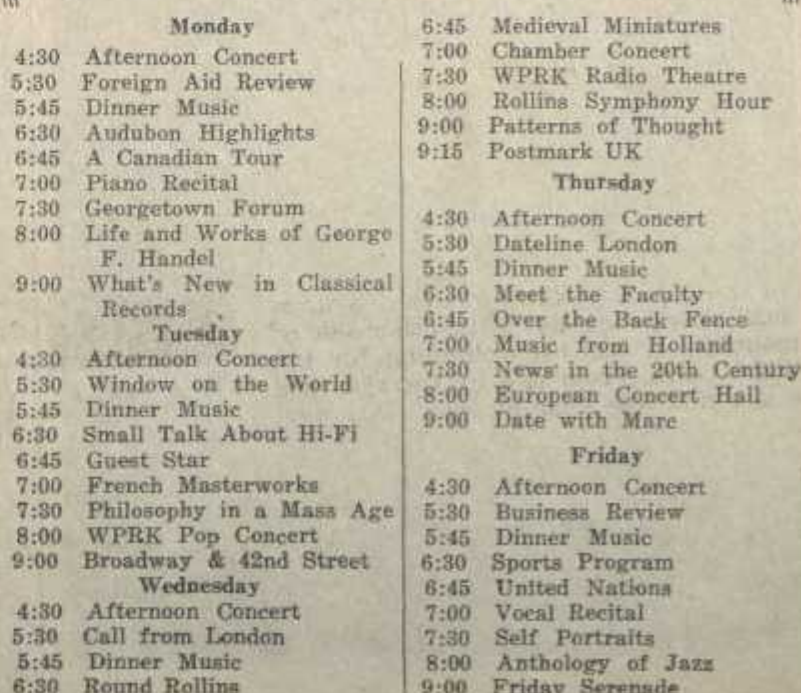 Monday
4:30 Afternoon Concert
5:30 Foreign Aid Review
5:45 Dinner Music
6:30 Audubon Highlights
6:45 A Canadian Tour
7:00 Piano Recital
7:30 Georgetown Forum
8:00 Life and Works of George
F. Handel
9:00 What's New in Classical
Records
Tuesday
4:30 Afternoon Concert
5:30 Window on the World
5:45 Dinner Music
6:30 Small Talk About Hi-Fi
6:45 Guest Star
7:00 French Masterworks
7:30 Philosophy in a Mass Age
8:00 WPRK Pop Concert
9:00 Broadway & 42nd Street
Wednesday
4:30 Afternoon Concert
5:30 Call from London
5:45 Dinner Music
6:30 Round Rollins
6:45 Medieval Miniatures
7:00 Chamber Concert
7:30 WPRK Radio Theatre
8:00 Rollins Symphony Hour
9:00 Patterns of Thought
9:15 Postmark UK
Thursday
4:30 Afternoon Concert
5:30 Dateline London
5:45 Dinner Music
6:30 Meet the Faculty
6:45 Over the Back Fence
7:00 Music from Holland
7:30 News in the 20th Century
8:00 European Concert Hall
9:00 Date with Marc
Friday
4:30 Afternoon Concert
5:30 Business Review
5:45 Dinner Music
6:30 Sports Program
6:45 United Nations
7:00 Vocal Recital
7:30 Self Portraits
8:00 Anthology of Jazz
9:00 Friday Serenade